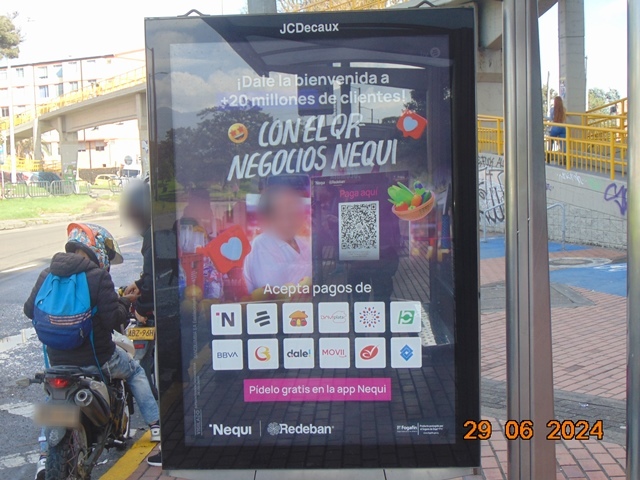 JCDecaux
¡Dale la bienvenida a
+20 millones de clientes!
CON EL QR
NEGOCIOS NEQUI
Paga aquí
Acepta pagos de
N
BBVA
dale!
MOVII
Pídelo gratis en la app Nequi
Nequi
Redeban
Fogafín
29 06 2024